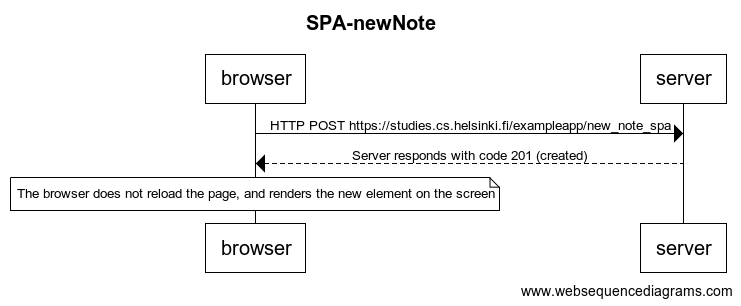 SPA-newNote
browser
server
HTTP POST https://studies.cs.helsinki.fi/exampleapp/new_note_spa
Server responds with code 201 (created)
The browser does not reload the page, and renders the new element on the screen
browser
server
www.websequencediagrams.com